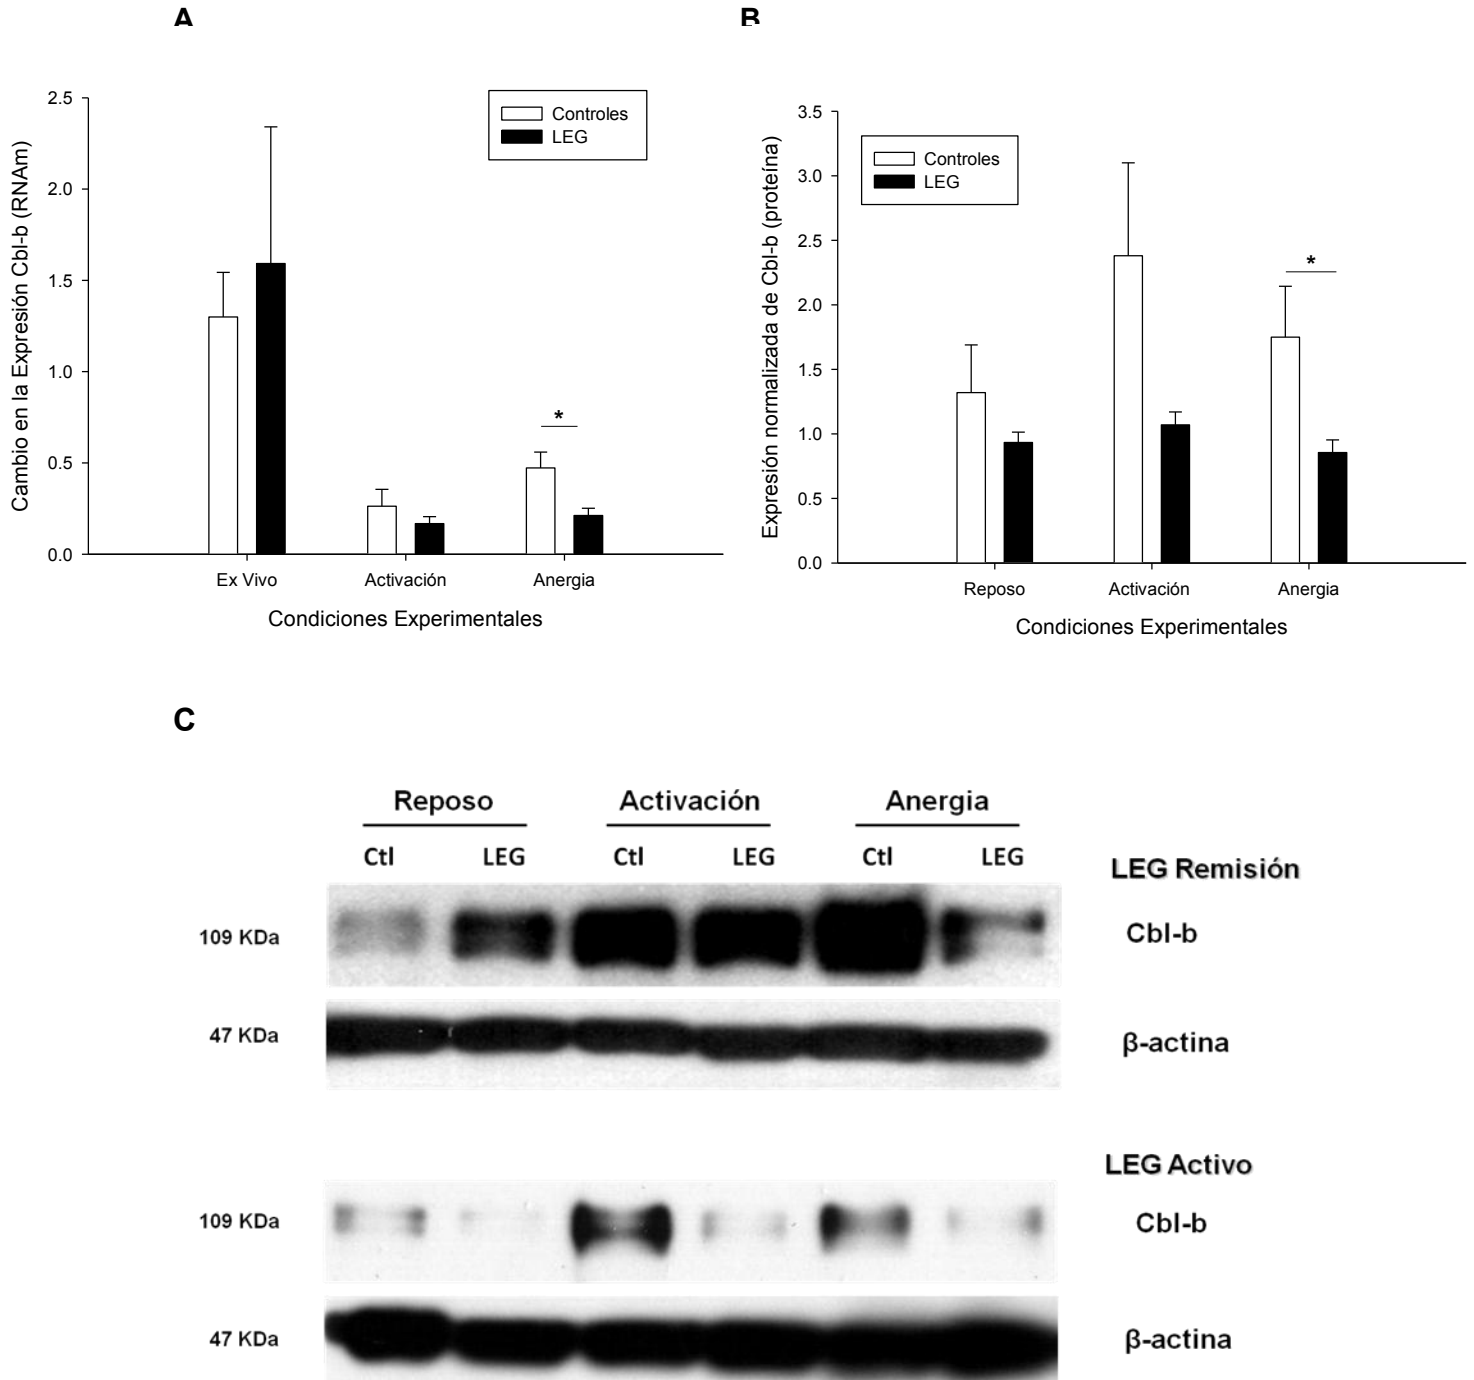 A
B
2.5
2.0
1.5
1.0
0.5
0.0
Cambio en la Expresión Cbl-b (RNAm)
Controles
LEG
*
Ex Vivo
Activación
Anergia
Condiciones Experimentales
3.5
3.0
2.5
2.0
1.5
1.0
0.5
0.0
Expresión normalizada de Cbl-b (proteína)
Controles
LEG
*
Reposo
Activación
Anergia
Condiciones Experimentales
C
Reposo Activación Anergia
Ctl LEG Ctl LEG Ctl LEG
LEG Remisión
109 KDa
Cbl-b
47 KDa
β-actina
LEG Activo
109 KDa
Cbl-b
47 KDa
β-actina